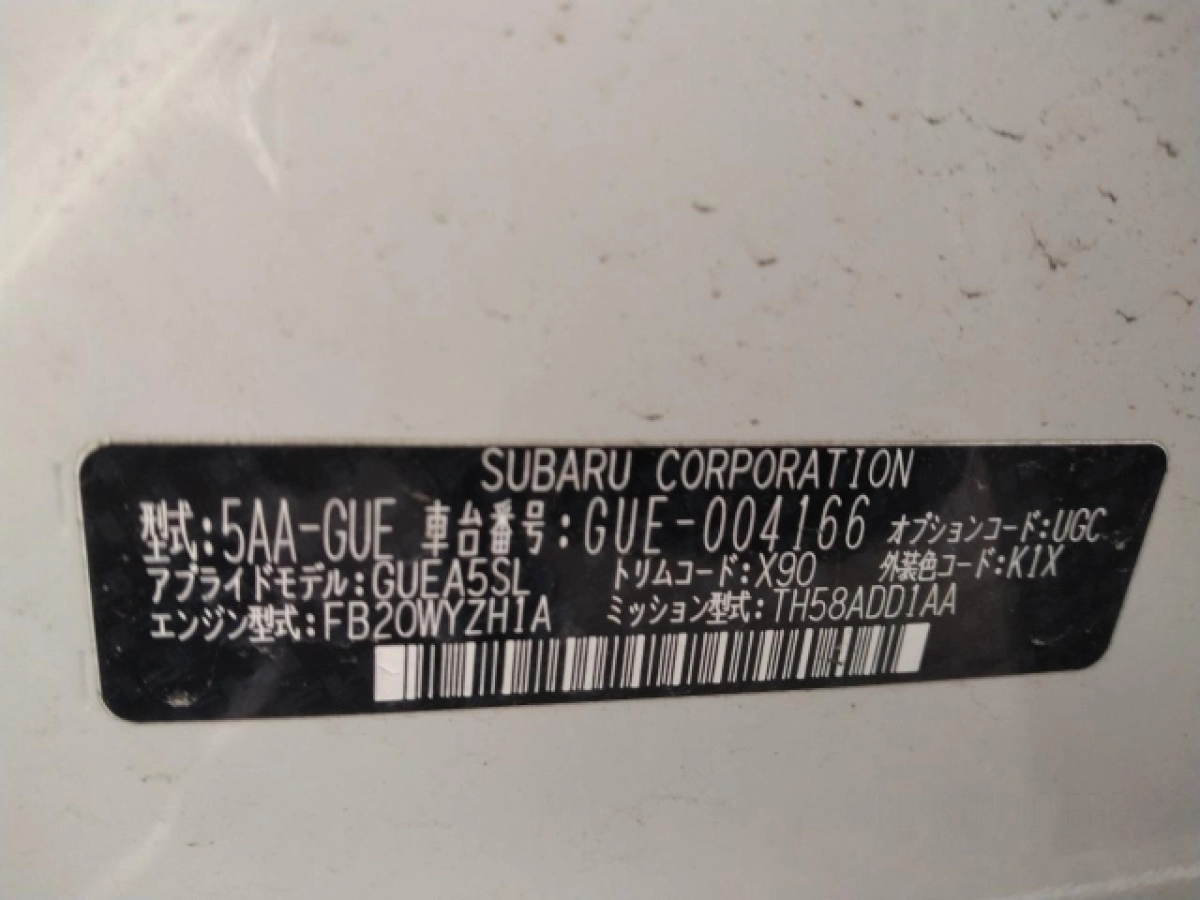 SUBARU CORPORATION
型式:5AA-GUE 車台番号:GUE-004166 オプションコード:UGC
アプライドモデル:GUEA5SL トリムコード:X90 外装色コード:K1X
エンジン型式:FB20WYZH1A ミッション型式:TH58ADD1AA